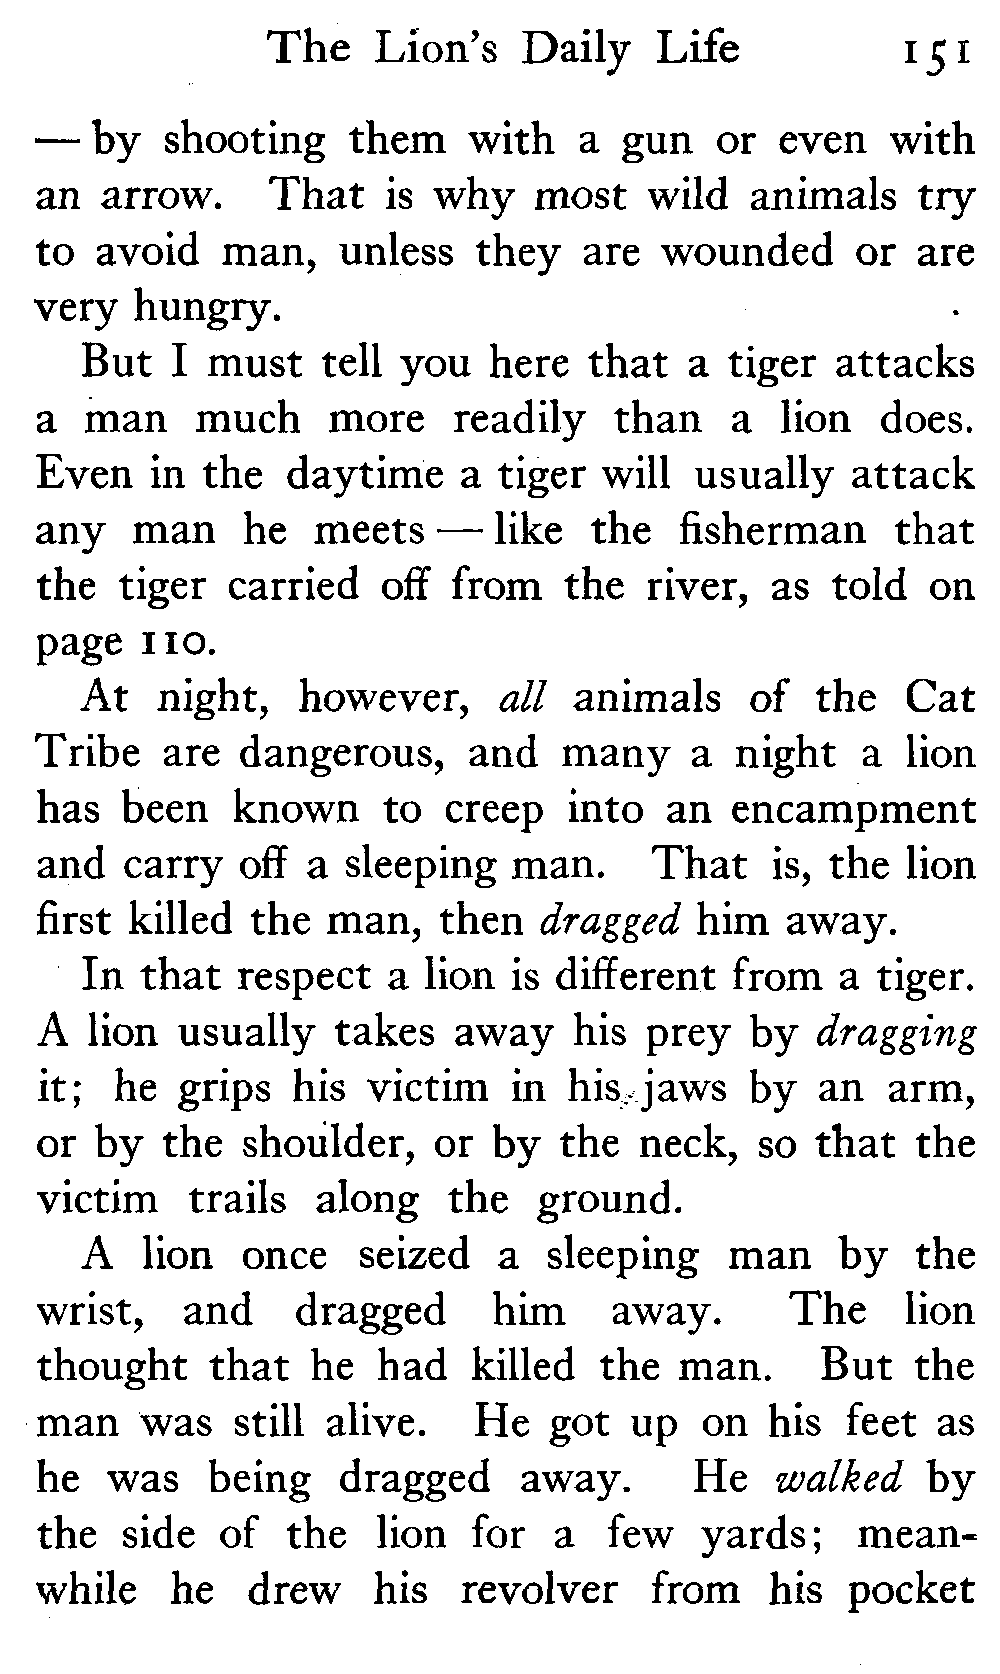 The Lion's Daily Life 151
— by shooting them with a gun or even with
an arrow. That is why most wild animals try
to avoid man, unless they are wounded or are
very hungry.
But I must tell you here that a tiger attacks
a man much more readily than a lion does.
Even in the daytime a tiger will usually attack
any man he meets — like the fisherman that
the tiger carried off from the river, as told on
page 110.
At night, however, all animals of the Cat
Tribe are dangerous, and many a night a lion
has been known to creep into an encampment
and carry off a sleeping man. That is, the lion
first killed the man, then dragged him away.
In that respect a lion is different from a tiger.
A lion usually takes away his prey by dragging
it; he grips his victim in his jaws by an arm,
or by the shoulder, or by the neck, so that the
victim trails along the ground.
A lion once seized a sleeping man by the
wrist, and dragged him away. The lion
thought that he had killed the man. But the
man was still alive. He got up on his feet as
he was being dragged away. He walked by
the side of the lion for a few yards; mean-
while he drew his revolver from his pocket